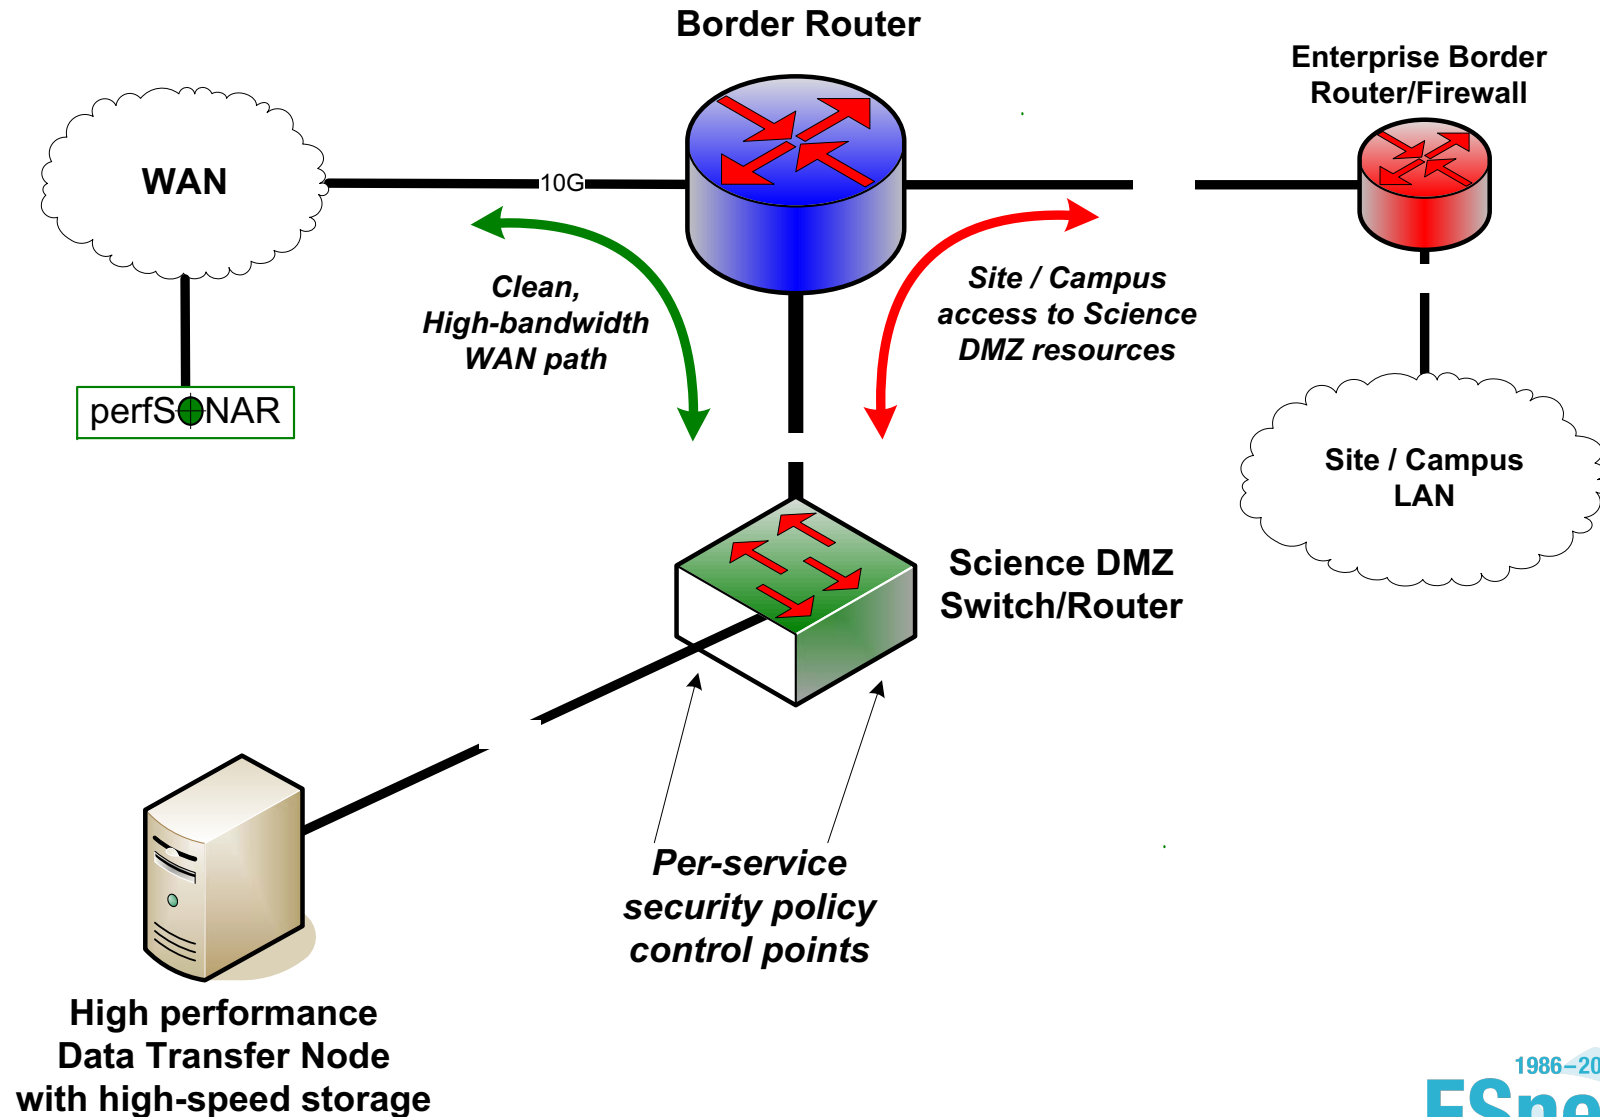 Border Router
Enterprise Border
Router/Firewall
WAN
10G
Clean,
High-bandwidth
WAN path
Site / Campus
access to Science
DMZ resources
perfSONAR
Site / Campus
LAN
Science DMZ
Switch/Router
Per-service
security policy
control points
High performance
Data Transfer Node
with high-speed storage